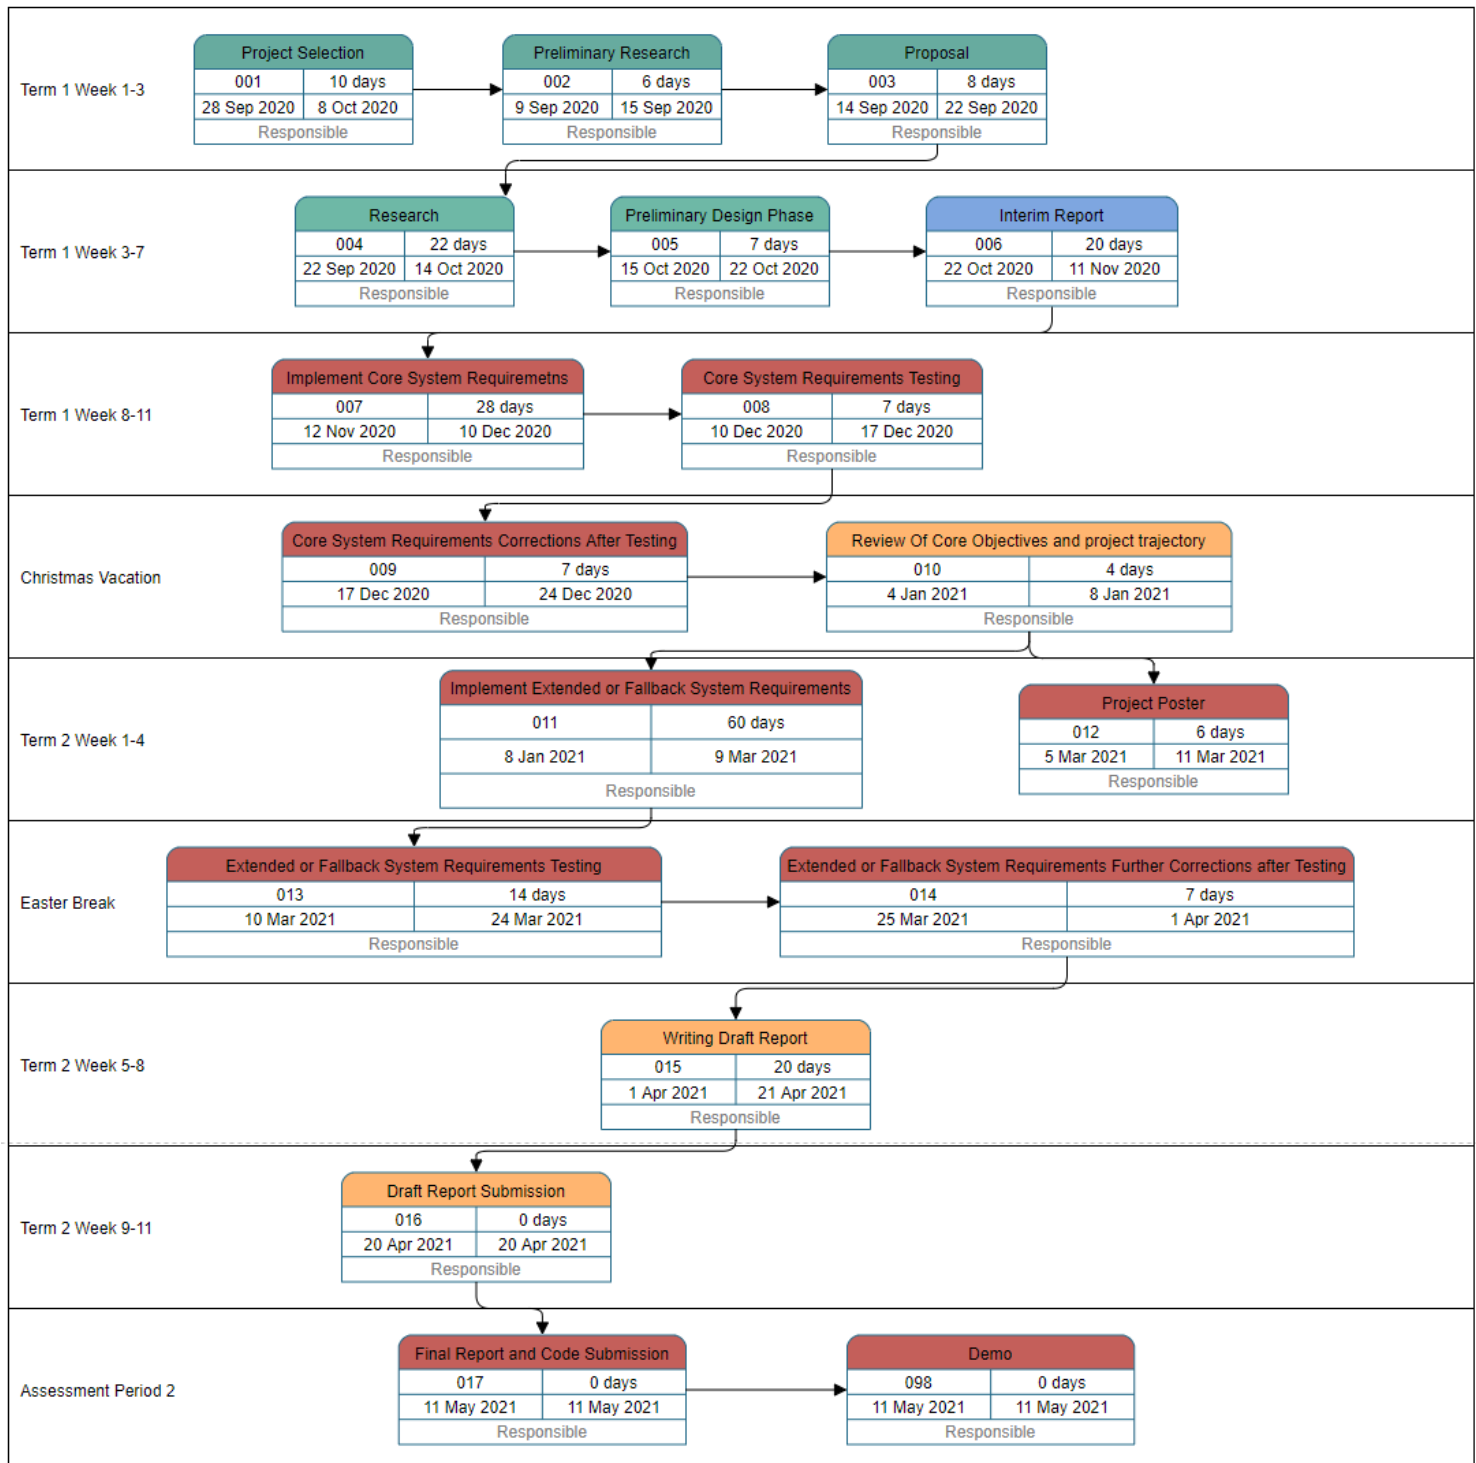 Term 1 Week 1-3
Project Selection
001 10 days
28 Sep 2020 8 Oct 2020
Responsible
Preliminary Research
002 6 days
9 Sep 2020 15 Sep 2020
Responsible
Proposal
003 8 days
14 Sep 2020 22 Sep 2020
Responsible
Term 1 Week 3-7
Research
004 22 days
22 Sep 2020 14 Oct 2020
Responsible
Preliminary Design Phase
005 7 days
15 Oct 2020 22 Oct 2020
Responsible
Interim Report
006 20 days
22 Oct 2020 11 Nov 2020
Responsible
Term 1 Week 8-11
Implement Core System Requiremetns
007 28 days
12 Nov 2020 10 Dec 2020
Responsible
Core System Requirements Testing
008 7 days
10 Dec 2020 17 Dec 2020
Responsible
Christmas Vacation
Core System Requirements Corrections After Testing
009 7 days
17 Dec 2020 24 Dec 2020
Responsible
Review Of Core Objectives and project trajectory
010 4 days
4 Jan 2021 8 Jan 2021
Responsible
Term 2 Week 1-4
Implement Extended or Fallback System Requirements
011 60 days
8 Jan 2021 9 Mar 2021
Responsible
Project Poster
012 6 days
5 Mar 2021 11 Mar 2021
Responsible
Easter Break
Extended or Fallback System Requirements Testing
013 14 days
10 Mar 2021 24 Mar 2021
Responsible
Extended or Fallback System Requirements Further Corrections after Testing
014 7 days
25 Mar 2021 1 Apr 2021
Responsible
Term 2 Week 5-8
Writing Draft Report
015 20 days
1 Apr 2021 21 Apr 2021
Responsible
Term 2 Week 9-11
Draft Report Submission
016 0 days
20 Apr 2021 20 Apr 2021
Responsible
Assessment Period 2
Final Report and Code Submission
017 0 days
11 May 2021 11 May 2021
Responsible
Demo
098 0 days
11 May 2021 11 May 2021
Responsible